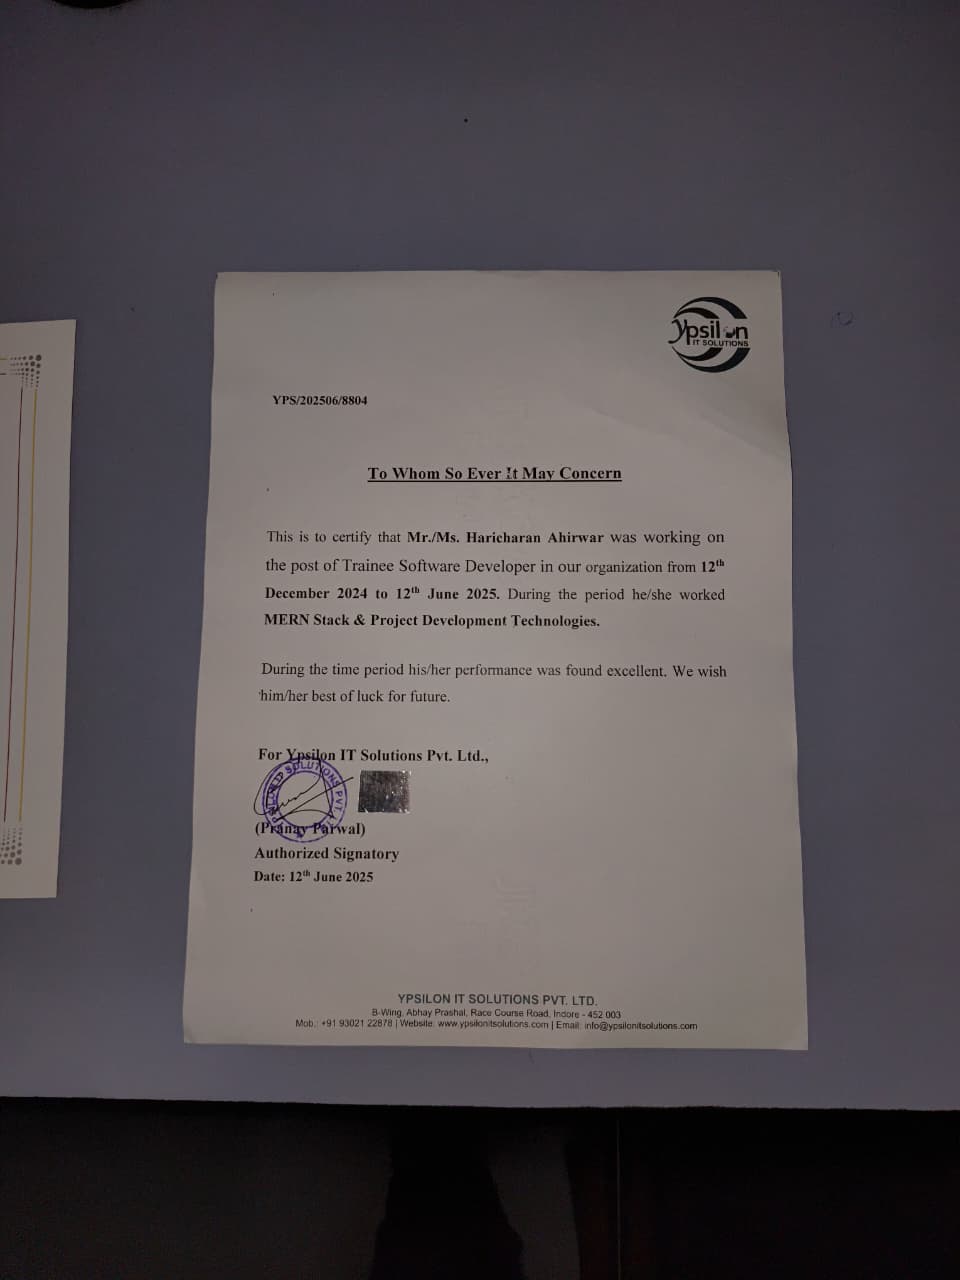 Ypsilon
IT SOLUTIONS
YPS/202506/8804
To Whom So Ever It May Concern
This is to certify that Mr./Ms. Haricharan Ahirwar was working on
the post of Trainee Software Developer in our organization from 12th
December 2024 to 12th June 2025. During the period he/she worked
MERN Stack & Project Development Technologies.
During the time period his/her performance was found excellent. We wish
him/her best of luck for future.
For Ypsilon IT Solutions Pvt. Ltd.,
YPSILON IT SOLUTIONS PVT. LTD.
(Pranay Parwal)
Authorized Signatory
Date: 12th June 2025
YPSILON IT SOLUTIONS PVT. LTD.
B-Wing, Abhay Prashal, Race Course Road, Indore - 452 003
Mob.: +91 93021 22878 | Website: www.ypsilonitsolutions.com | Email: info@ypsilonitsolutions.com